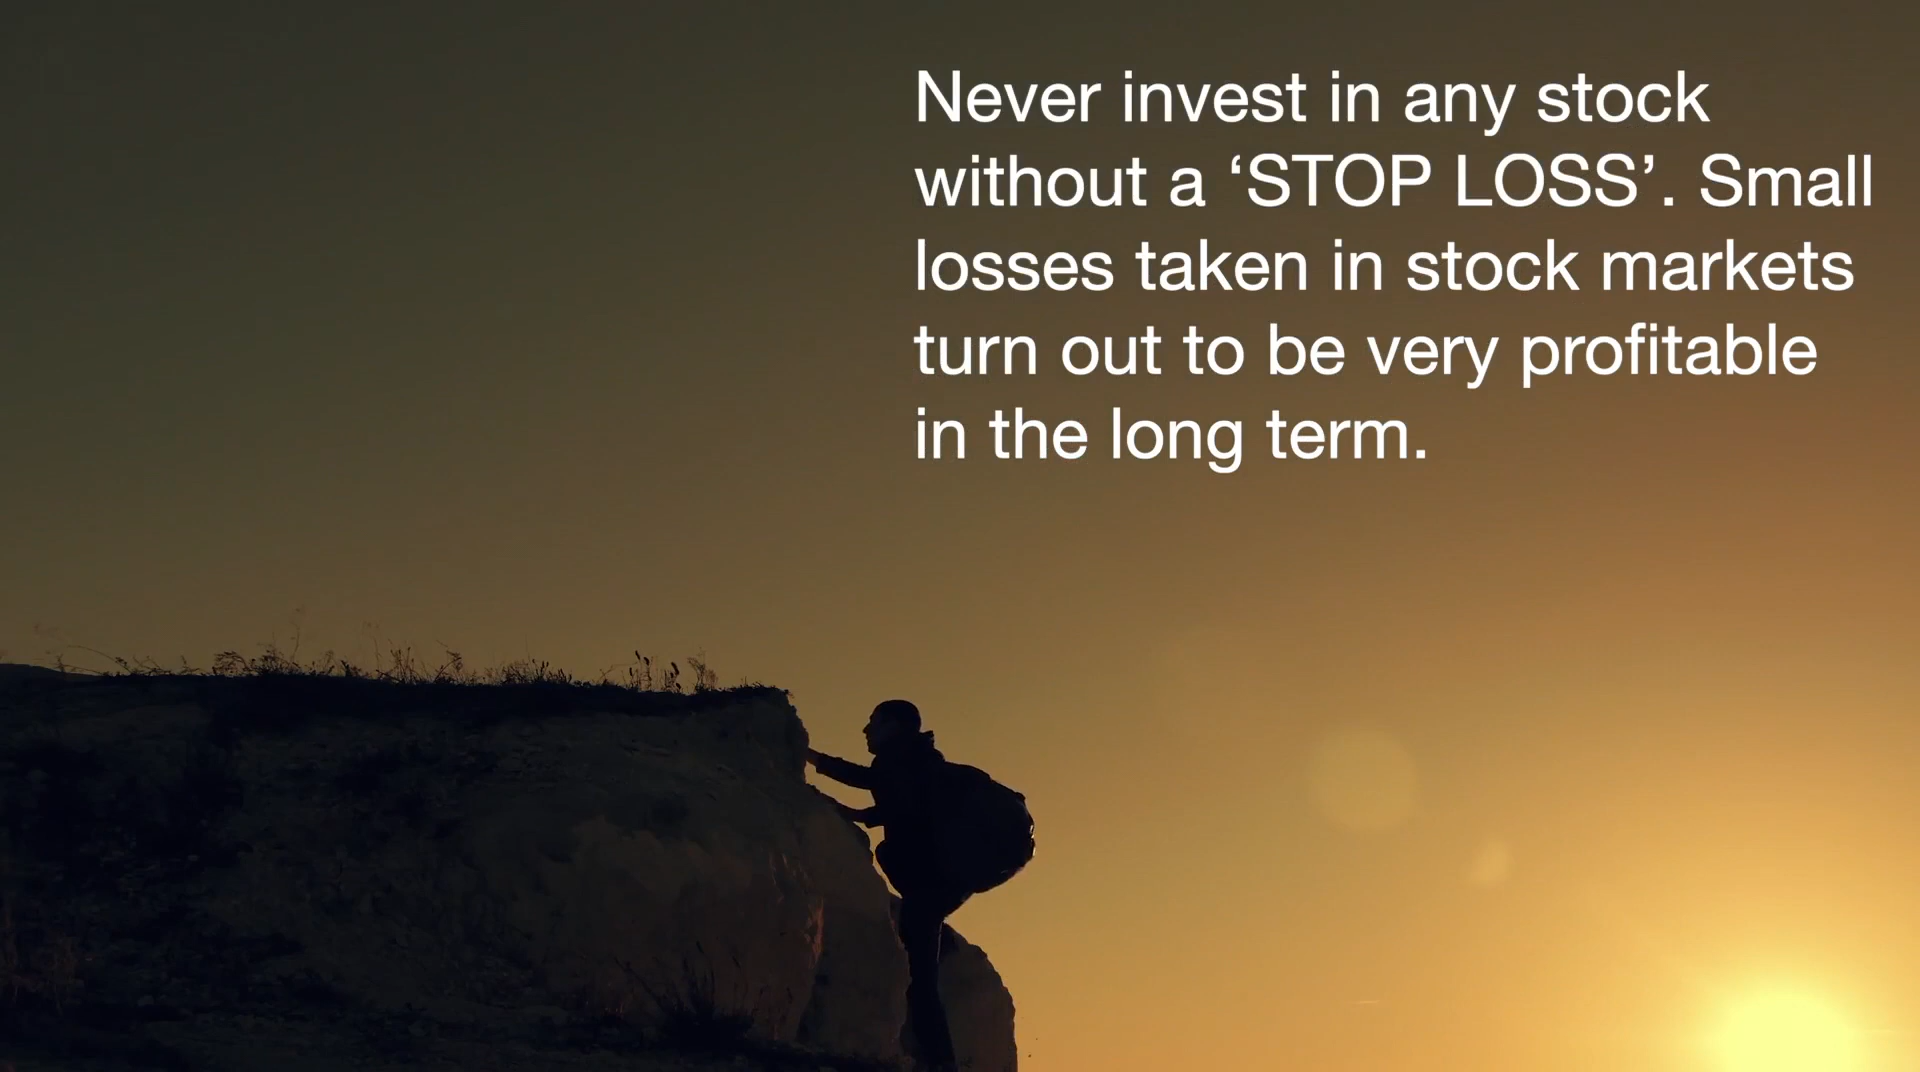 Never invest in any stock
without a ‘STOP LOSS’. Small
losses taken in stock markets
turn out to be very profitable
in the long term.